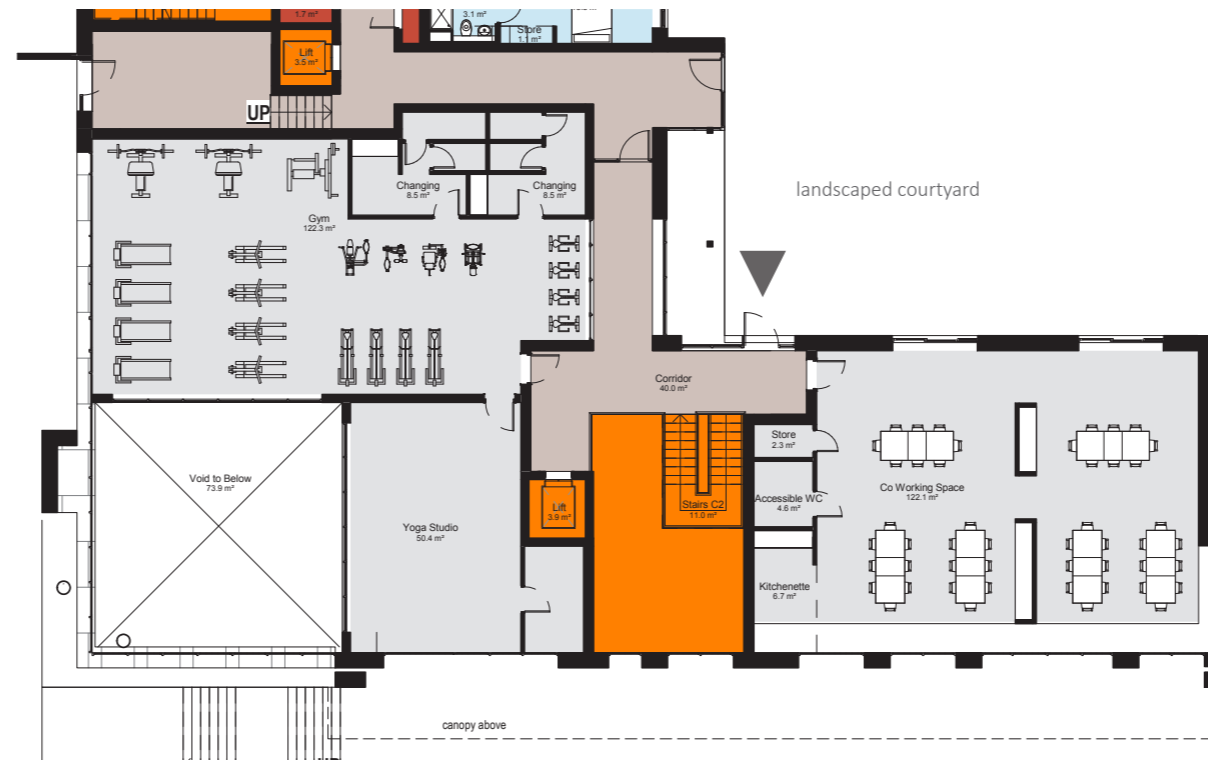 1.7 m²
3.1 m²
Store
1.1 m²
Lift
3.5 m²
UP
Changing
8.5 m²
Changing
8.5 m²
landscaped courtyard
Gym
122.3 m²
Corridor
40.0 m²
Store
2.3 m²
Void to Below
73.9 m²
Co Working Space
122.1 m²
Lift
3.9 m²
Stairs C2
11.0 m²
Accessible WC
4.6 m²
Yoga Studio
50.4 m²
Kitchenette
6.7 m²
canopy above